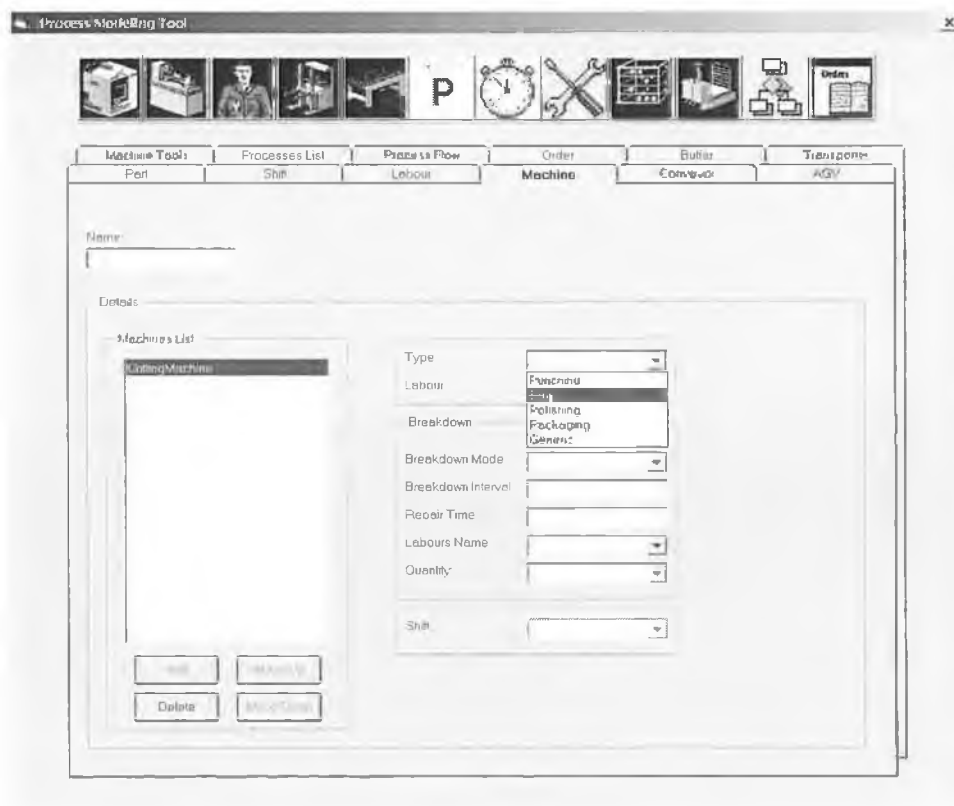 Process Modelling Tool
P
Orders
Machine Tools Processes List Process Flow Order Buffer Transporter
Part Shift Labour Machine Conveyor AGV
Name:
Details
Machines List
CuttingMachine
Type
Punching
Labour
Polishing
Packaging
Generic
Breakdown
Breakdown Mode
Breakdown Interval
Repair Time
Labours Name
Quantity:
Shift
Delete